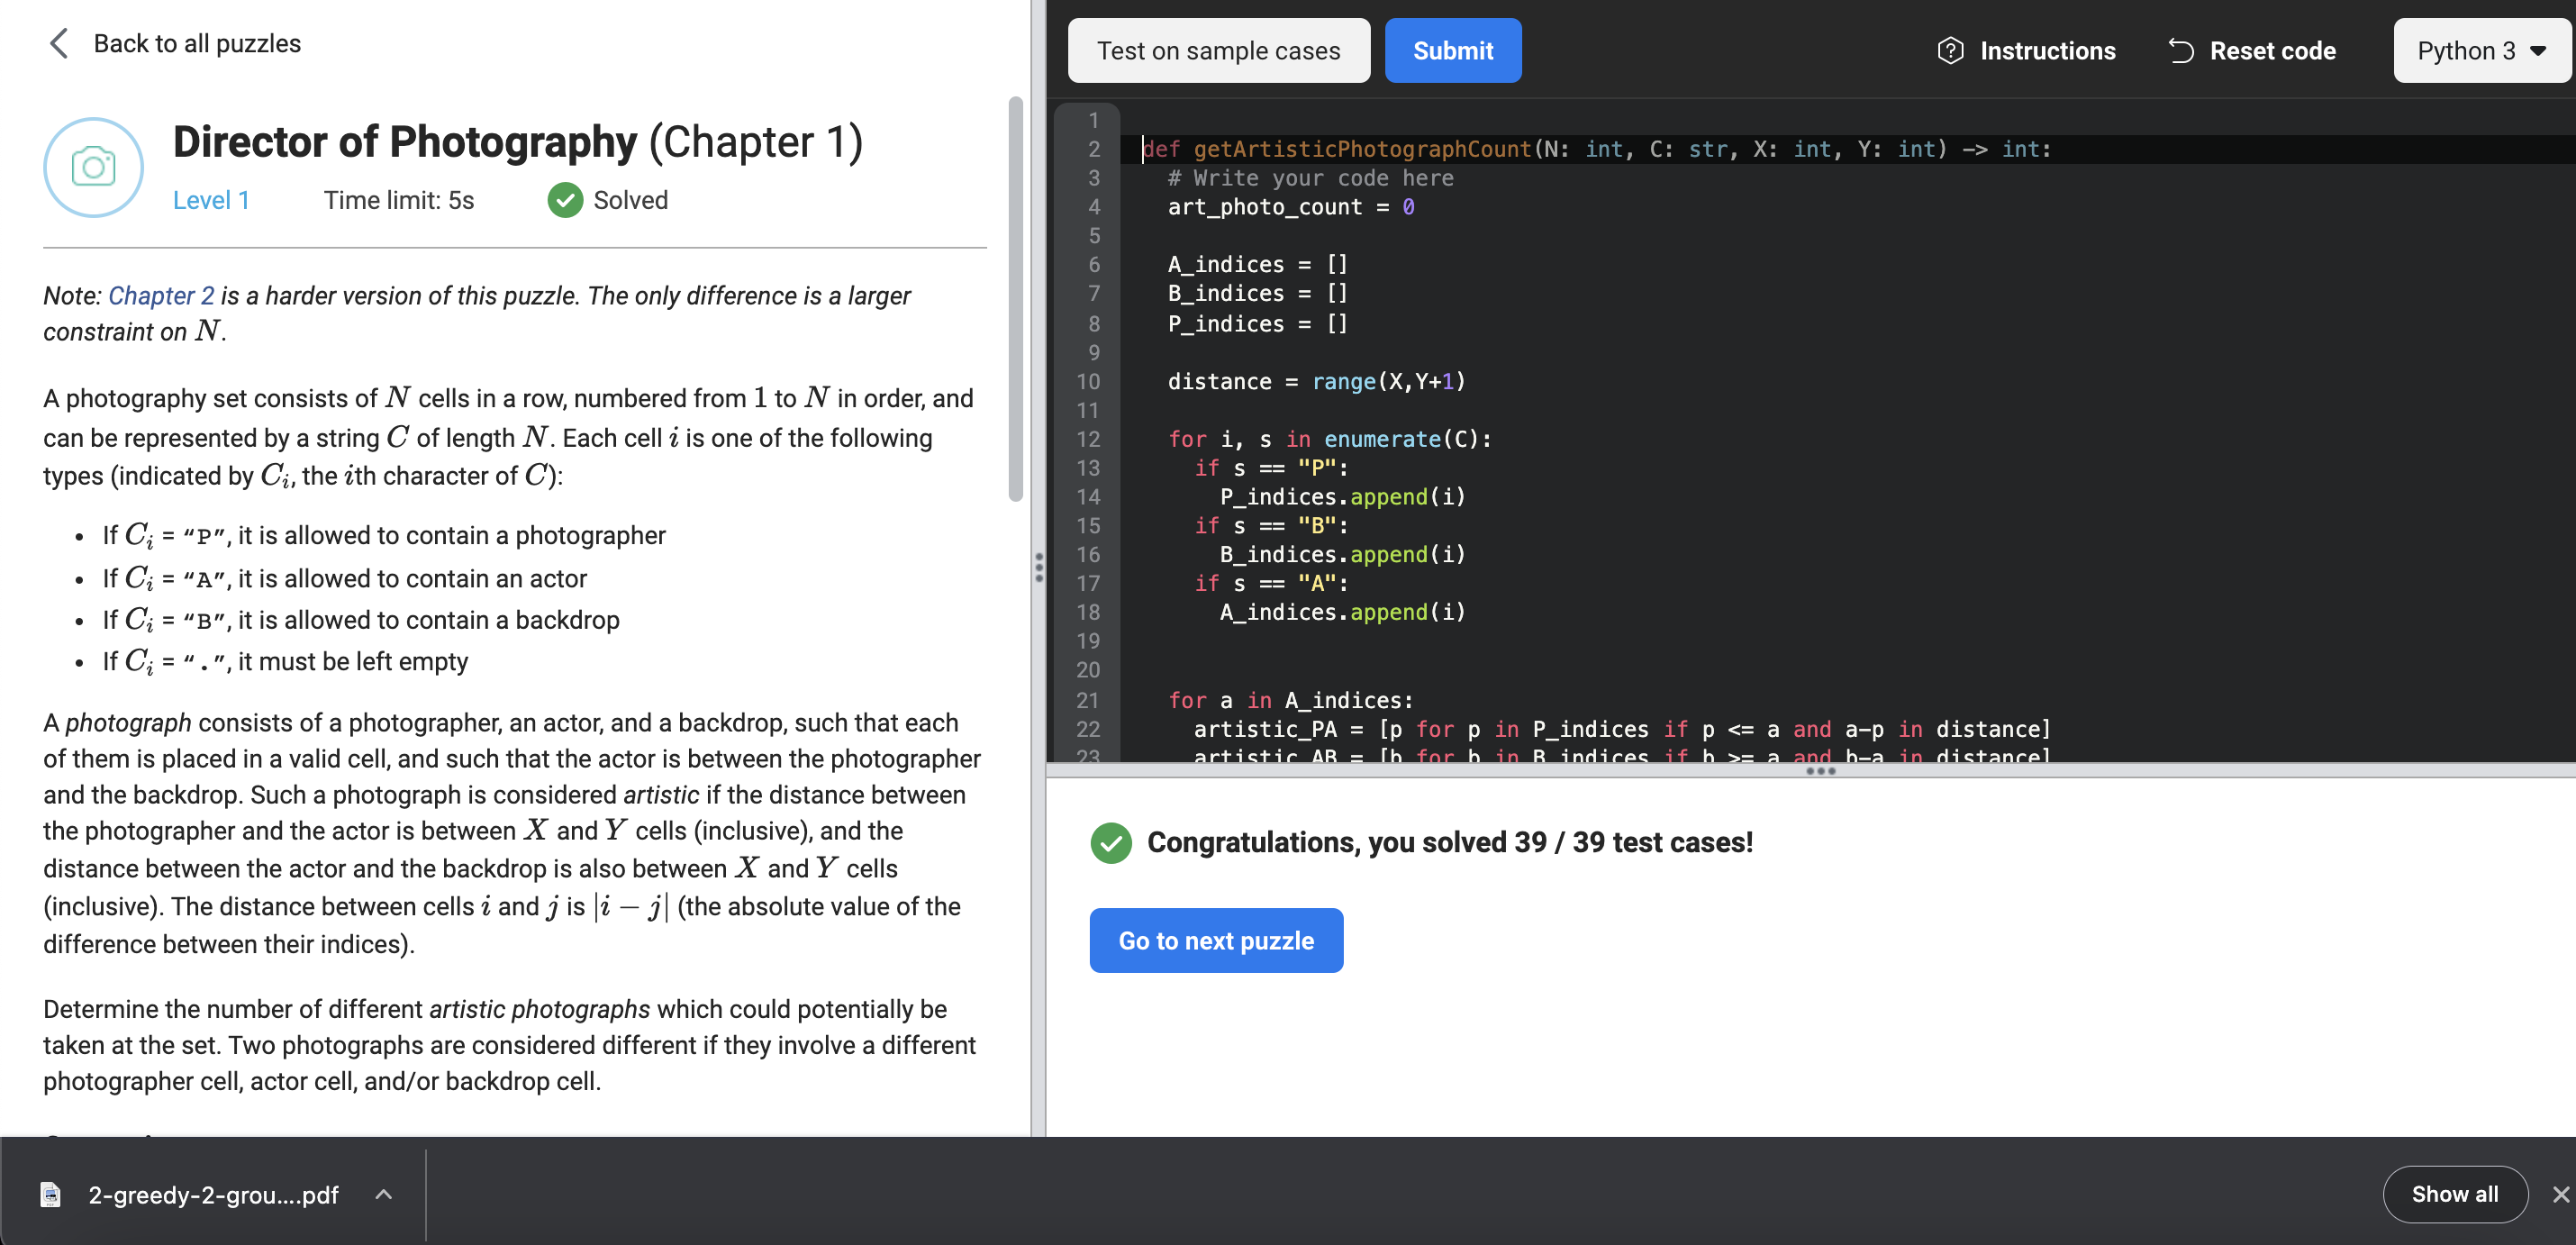 Back to all puzzles
Director of Photography (Chapter 1)
Level 1 Time limit: 5s Solved
Note: Chapter 2 is a harder version of this puzzle. The only difference is a larger
constraint on N.
A photography set consists of N cells in a row, numbered from 1 to N in order, and
can be represented by a string C of length N. Each cell i is one of the following
types (indicated by Ci, the ith character of C):
• If Ci = “P”, it is allowed to contain a photographer
• If Ci = “A”, it is allowed to contain an actor
• If Ci = “B”, it is allowed to contain a backdrop
• If Ci = “.”, it must be left empty
A photograph consists of a photographer, an actor, and a backdrop, such that each
of them is placed in a valid cell, and such that the actor is between the photographer
and the backdrop. Such a photograph is considered artistic if the distance between
the photographer and the actor is between X and Y cells (inclusive), and the
distance between the actor and the backdrop is also between X and Y cells
(inclusive). The distance between cells i and j is |i − j| (the absolute value of the
difference between their indices).
Determine the number of different artistic photographs which could potentially be
taken at the set. Two photographs are considered different if they involve a different
photographer cell, actor cell, and/or backdrop cell.
Test on sample cases Submit Instructions Reset code Python 3
1
2 def getArtisticPhotographCount(N: int, C: str, X: int, Y: int) -> int:
3 # Write your code here
4 art_photo_count = 0
5
6 A_indices = []
7 B_indices = []
8 P_indices = []
9
10 distance = range(X,Y+1)
11
12 for i, s in enumerate(C):
13 if s == "P":
14 P_indices.append(i)
15 if s == "B":
16 B_indices.append(i)
17 if s == "A":
18 A_indices.append(i)
19
20
21 for a in A_indices:
22 artistic_PA = [p for p in P_indices if p <= a and a-p in distance]
23 artistic_AB = [b for b in B_indices if b >= a and b-a in distance]
Congratulations, you solved 39 / 39 test cases!
Go to next puzzle
2-greedy-2-grou....pdf
Show all